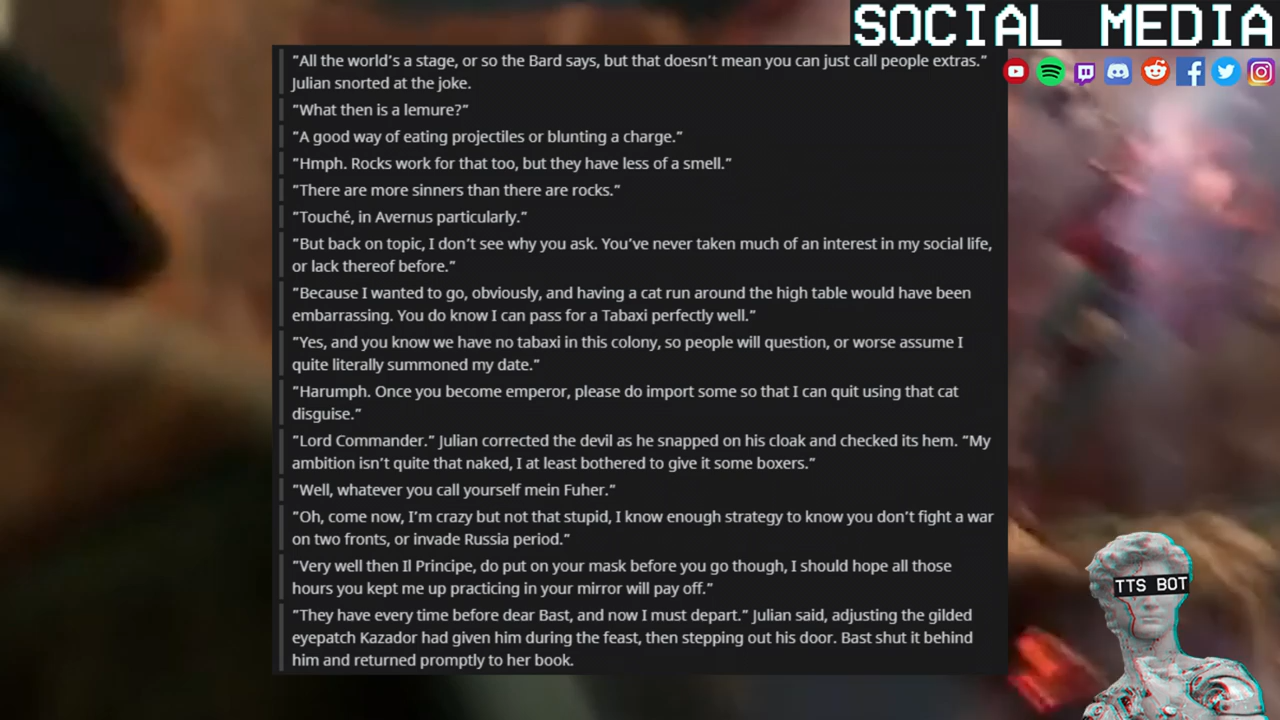 SOCIAL MEDIA
"All the world's a stage, or so the Bard says, but that doesn't mean you can just call people extras."
Julian snorted at the joke.
"What then is a lemure?"
"A good way of eating projectiles or blunting a charge."
"Hmph. Rocks work for that too, but they have less of a smell."
"There are more sinners than there are rocks."
"Touché, in Avernus particularly."
"But back on topic, I don't see why you ask. You've never taken much of an interest in my social life,
or lack thereof before."
"Because I wanted to go, obviously, and having a cat run around the high table would have been
embarrassing. You do know I can pass for a Tabaxi perfectly well."
"Yes, and you know we have no tabaxi in this colony, so people will question, or worse assume I
quite literally summoned my date."
"Harumph. Once you become emperor, please do import some so that I can quit using that cat
disguise."
"Lord Commander." Julian corrected the devil as he snapped on his cloak and checked its hem. "My
ambition isn't quite that naked, I at least bothered to give it some boxers."
"Well, whatever you call yourself mein Fuher."
"Oh, come now, I'm crazy but not that stupid, I know enough strategy to know you don't fight a war
on two fronts, or invade Russia period."
"Very well then Il Principe, do put on your mask before you go though, I should hope all those
hours you kept me up practicing in your mirror will pay off."
"They have every time before dear Bast, and now I must depart." Julian said, adjusting the gilded
eyepatch Kazador had given him during the feast, then stepping out his door. Bast shut it behind
him and returned promptly to her book.
TTS BOT